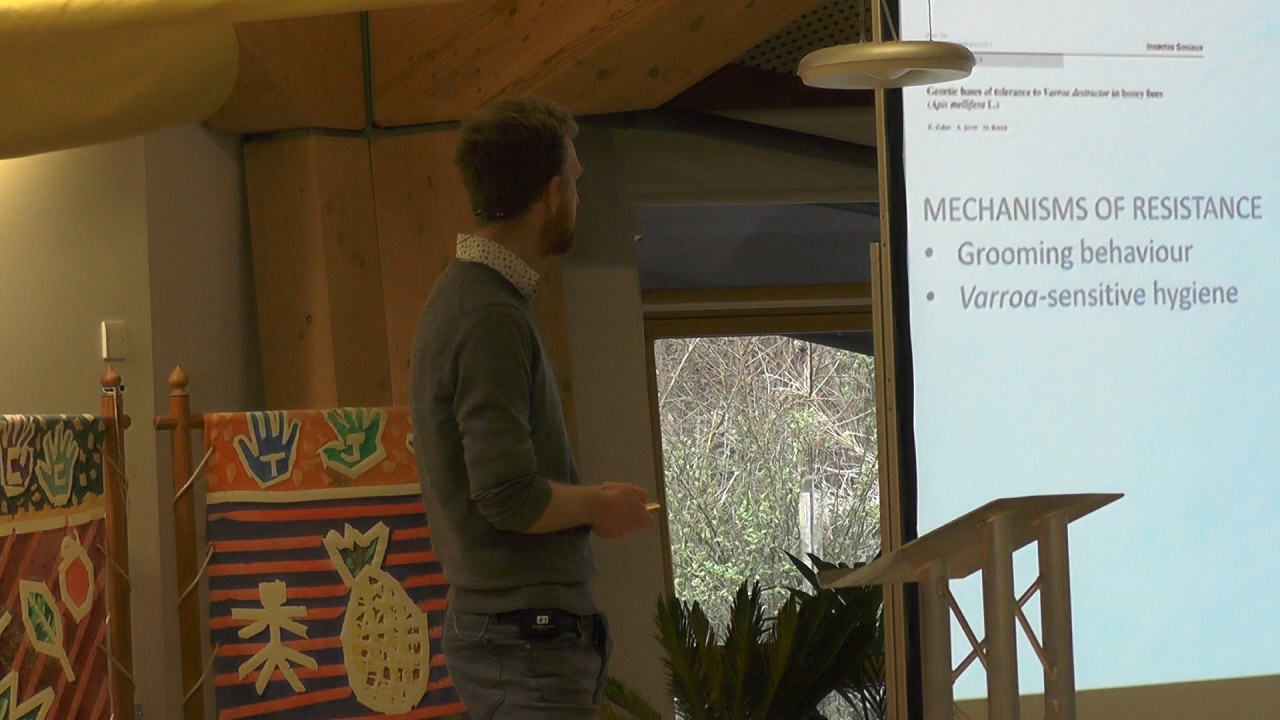 Insectes Sociaux
Genetic bases of tolerance to Varroa destructor in honey bees
(Apis mellifera L.)
MECHANISMS OF RESISTANCE
• Grooming behaviour
• Varroa-sensitive hygiene
T
J